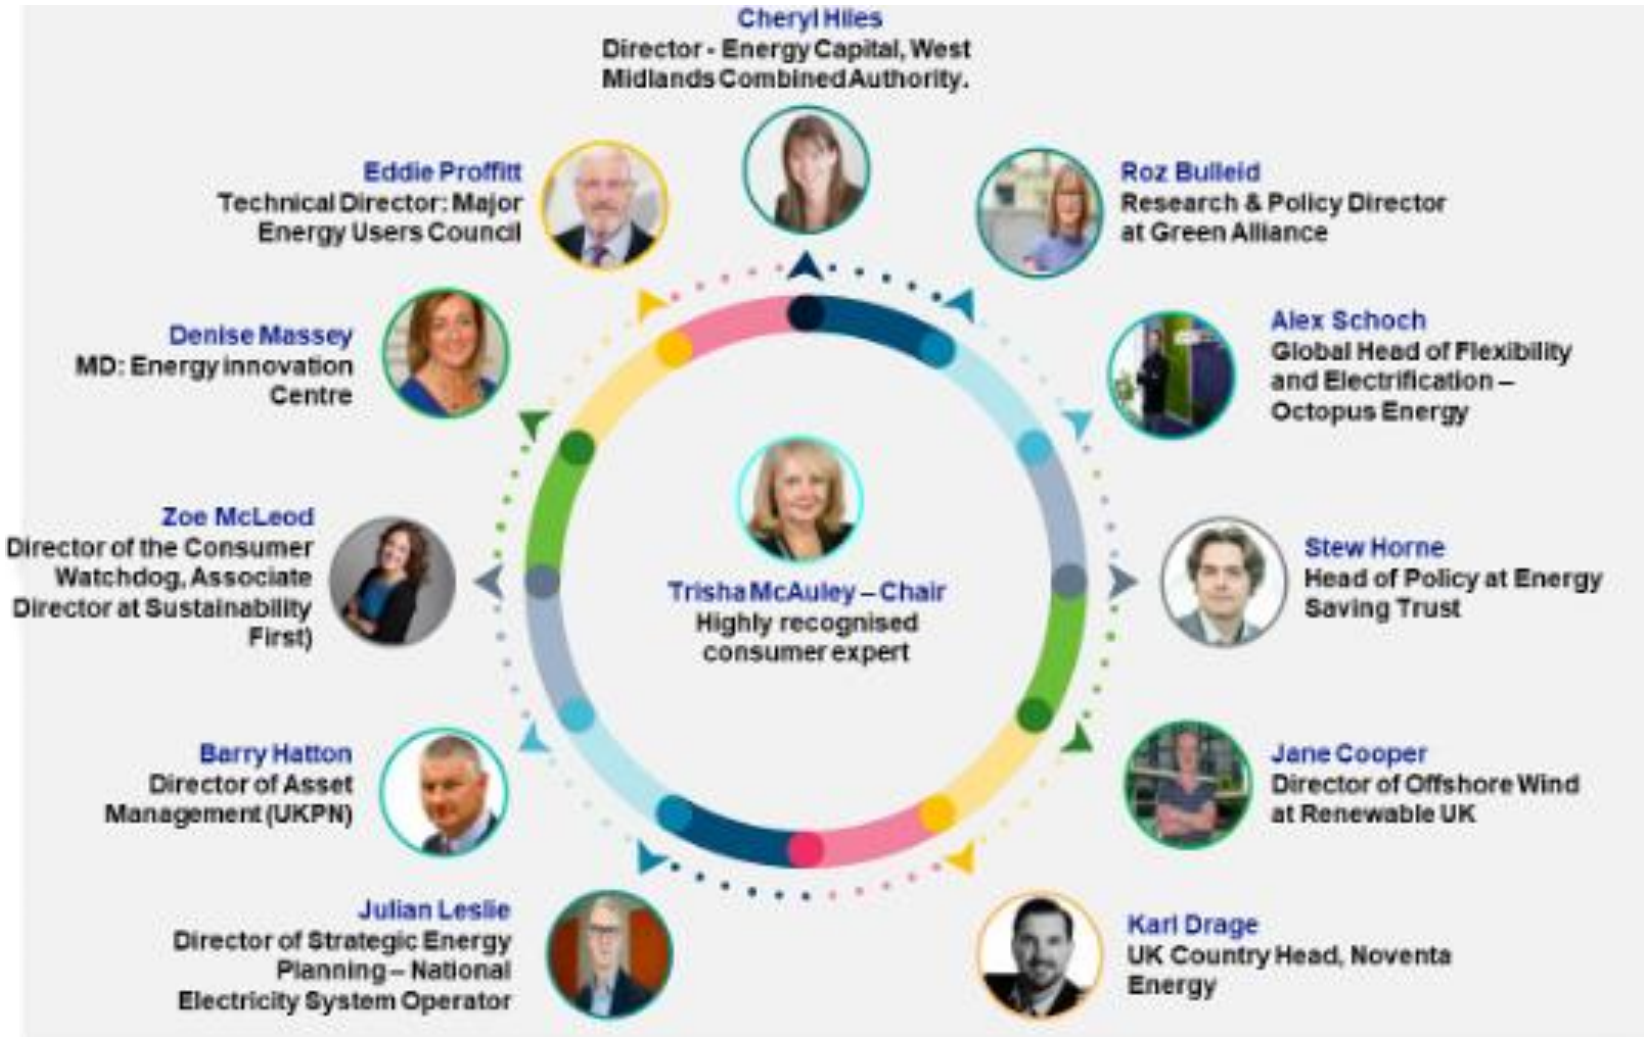 Cheryl Hiles
Director - Energy Capital, West
Midlands Combined Authority.
Eddie Proffitt
Technical Director: Major
Energy Users Council
Roz Bulleid
Research & Policy Director
at Green Alliance
Denise Massey
MD: Energy innovation
Centre
Alex Schoch
Global Head of Flexibility
and Electrification –
Octopus Energy
Trisha McAuley – Chair
Highly recognised
consumer expert
Zoe McLeod
Director of the Consumer
Watchdog, Associate
Director at Sustainability
First)
Stew Horne
Head of Policy at Energy
Saving Trust
Barry Hatton
Director of Asset
Management (UKPN)
Jane Cooper
Director of Offshore Wind
at Renewable UK
Julian Leslie
Director of Strategic Energy
Planning – National
Electricity System Operator
Karl Drage
UK Country Head, Noventa
Energy